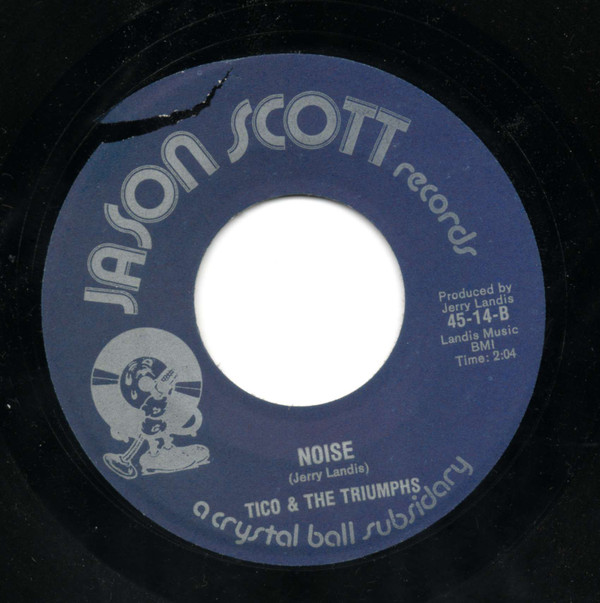 JASON SCOTT
records
Produced by
Jerry Landis
45-14-B
Landis Music
BMI
Time: 2:04
NOISE
(Jerry Landis)
TICO & THE TRIUMPHS
a crystal ball subsidary